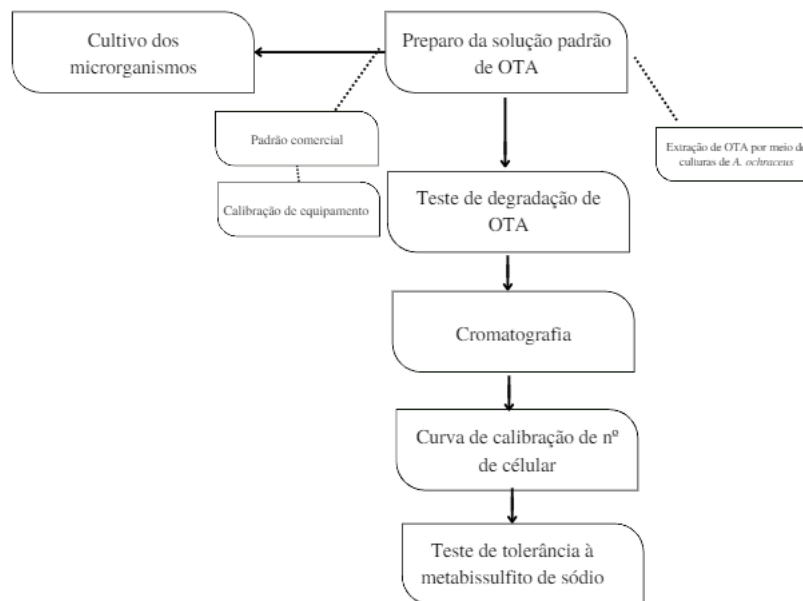 Cultivo dos
microrganismos
Preparo da solução padrão
de OTA
Padrão comercial
Extração de OTA por meio de
culturas de A. ochraceus
Calibração de equipamento
Teste de degradação de
OTA
Cromatografia
Curva de calibração de nº
de célular
Teste de tolerância à
metabissulfito de sódio